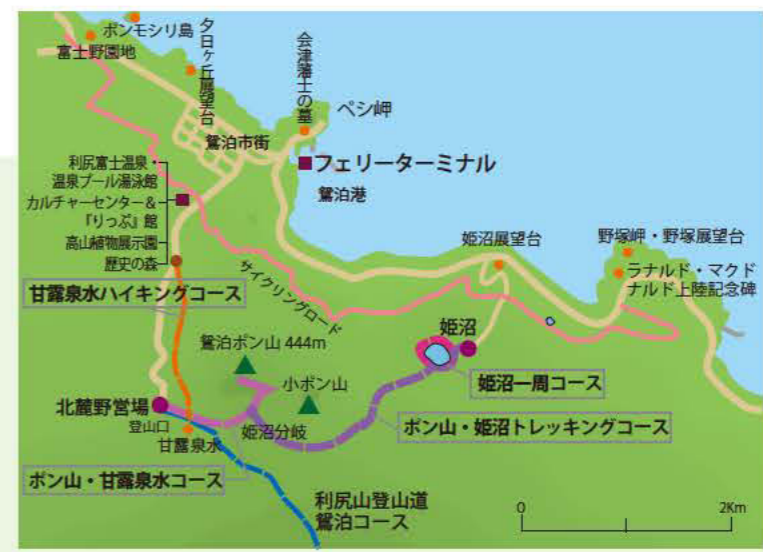 ポンモシリ島
富士野園地
夕日ヶ丘展望台
会津藩士の墓
ペシ岬
鴛泊市街
フェリーターミナル
鴛泊港
利尻富士温泉・
温泉プール湯泳館
カルチャーセンター&
『りっぷ』館
高山植物展示園
歴史の森
姫沼展望台
野塚岬・野塚展望台
ラナルド・マクド
ナルド上陸記念碑
甘露泉水ハイキングコース
サイクリングロード
鴛泊ポン山 444m
姫沼
小ポン山
姫沼一周コース
北麓野営場
登山口
甘露泉水
姫沼分岐
ポン山・姫沼トレッキングコース
ポン山・甘露泉水コース
利尻山登山道
鴛泊コース
0
2Km